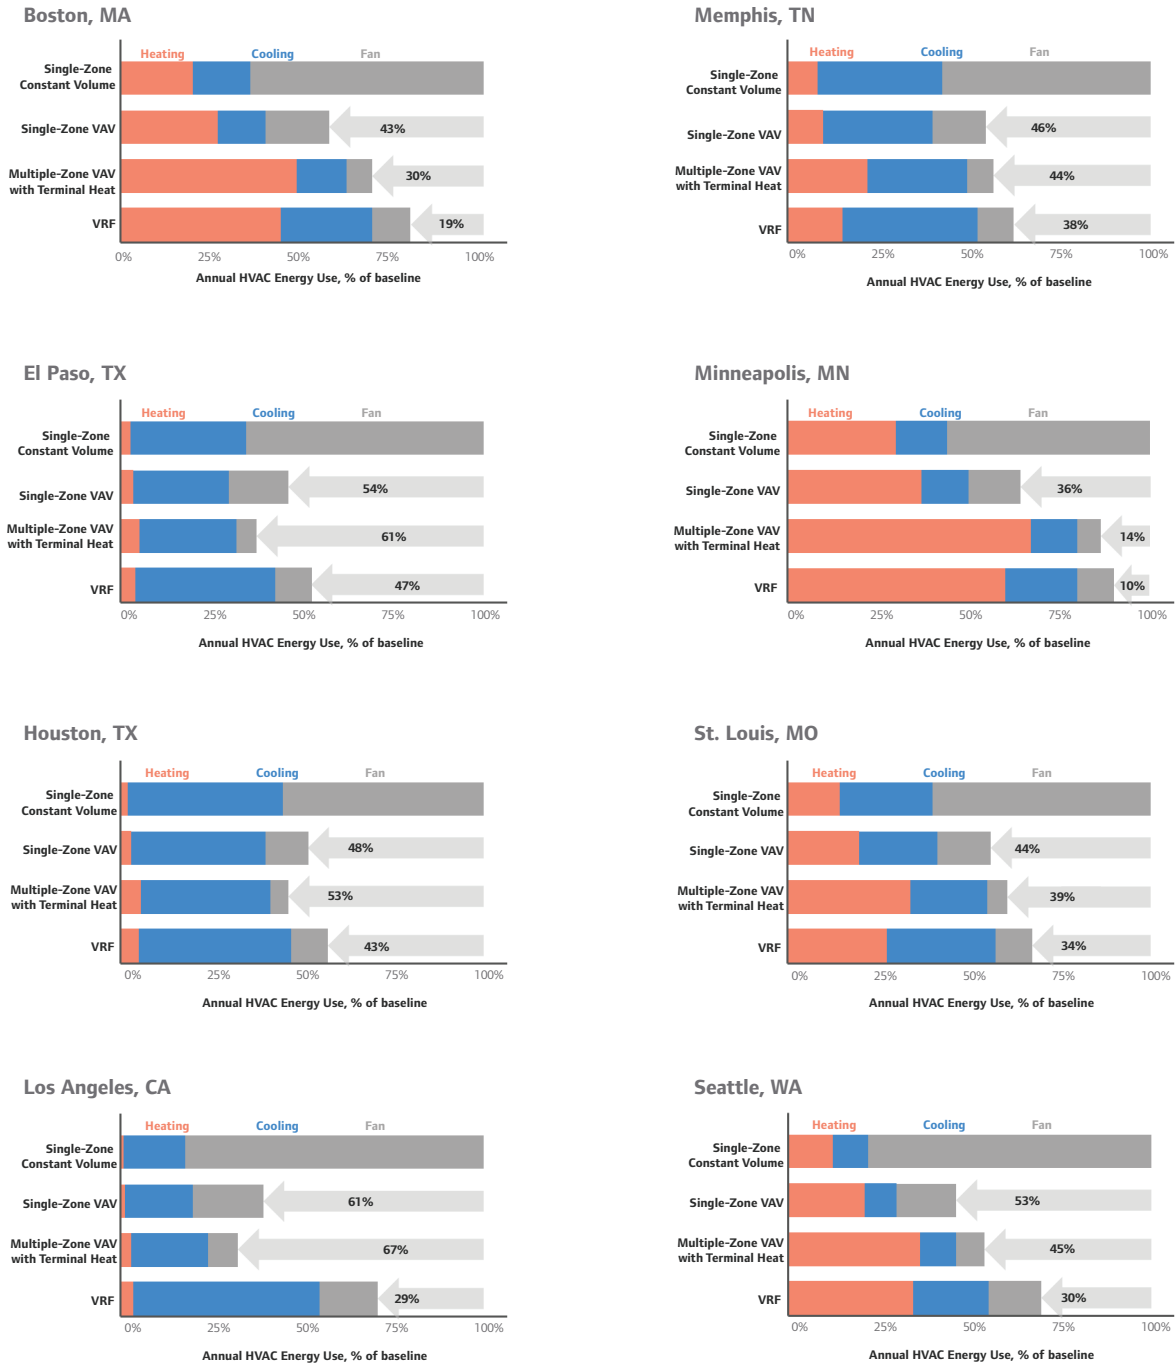 Boston, MA
Heating Cooling Fan
Single-Zone
Constant Volume
Single-Zone VAV
43%
Multiple-Zone VAV
with Terminal Heat
30%
VRF
19%
0% 25% 50% 75% 100%
Annual HVAC Energy Use, % of baseline
Memphis, TN
Heating Cooling Fan
Single-Zone
Constant Volume
Single-Zone VAV
46%
Multiple-Zone VAV
with Terminal Heat
44%
VRF
38%
0% 25% 50% 75% 100%
Annual HVAC Energy Use, % of baseline
El Paso, TX
Heating Cooling Fan
Single-Zone
Constant Volume
Single-Zone VAV
54%
Multiple-Zone VAV
with Terminal Heat
61%
VRF
47%
0% 25% 50% 75% 100%
Annual HVAC Energy Use, % of baseline
Minneapolis, MN
Heating Cooling Fan
Single-Zone
Constant Volume
Single-Zone VAV
36%
Multiple-Zone VAV
with Terminal Heat
14%
VRF
10%
0% 25% 50% 75% 100%
Annual HVAC Energy Use, % of baseline
Houston, TX
Heating Cooling Fan
Single-Zone
Constant Volume
Single-Zone VAV
48%
Multiple-Zone VAV
with Terminal Heat
53%
VRF
43%
0% 25% 50% 75% 100%
Annual HVAC Energy Use, % of baseline
St. Louis, MO
Heating Cooling Fan
Single-Zone
Constant Volume
Single-Zone VAV
44%
Multiple-Zone VAV
with Terminal Heat
39%
VRF
34%
0% 25% 50% 75% 100%
Annual HVAC Energy Use, % of baseline
Los Angeles, CA
Heating Cooling Fan
Single-Zone
Constant Volume
Single-Zone VAV
61%
Multiple-Zone VAV
with Terminal Heat
67%
VRF
29%
0% 25% 50% 75% 100%
Annual HVAC Energy Use, % of baseline
Seattle, WA
Heating Cooling Fan
Single-Zone
Constant Volume
Single-Zone VAV
53%
Multiple-Zone VAV
with Terminal Heat
45%
VRF
30%
0% 25% 50% 75% 100%
Annual HVAC Energy Use, % of baseline